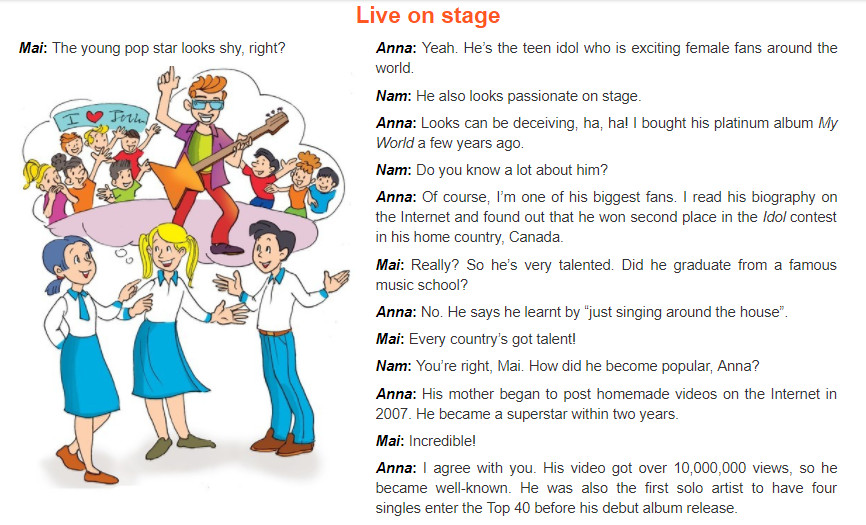 Live on stage
Mai: The young pop star looks shy, right?
I ❤ Jum
Anna: Yeah. He's the teen idol who is exciting female fans around the
world.
Nam: He also looks passionate on stage.
Anna: Looks can be deceiving, ha, ha! I bought his platinum album My
World a few years ago.
Nam: Do you know a lot about him?
Anna: Of course, I'm one of his biggest fans. I read his biography on
the Internet and found out that he won second place in the Idol contest
in his home country, Canada.
Mai: Really? So he's very talented. Did he graduate from a famous
music school?
Anna: No. He says he learnt by “just singing around the house”.
Mai: Every country's got talent!
Nam: You're right, Mai. How did he become popular, Anna?
Anna: His mother began to post homemade videos on the Internet in
2007. He became a superstar within two years.
Mai: Incredible!
Anna: I agree with you. His video got over 10,000,000 views, so he
became well-known. He was also the first solo artist to have four
singles enter the Top 40 before his debut album release.